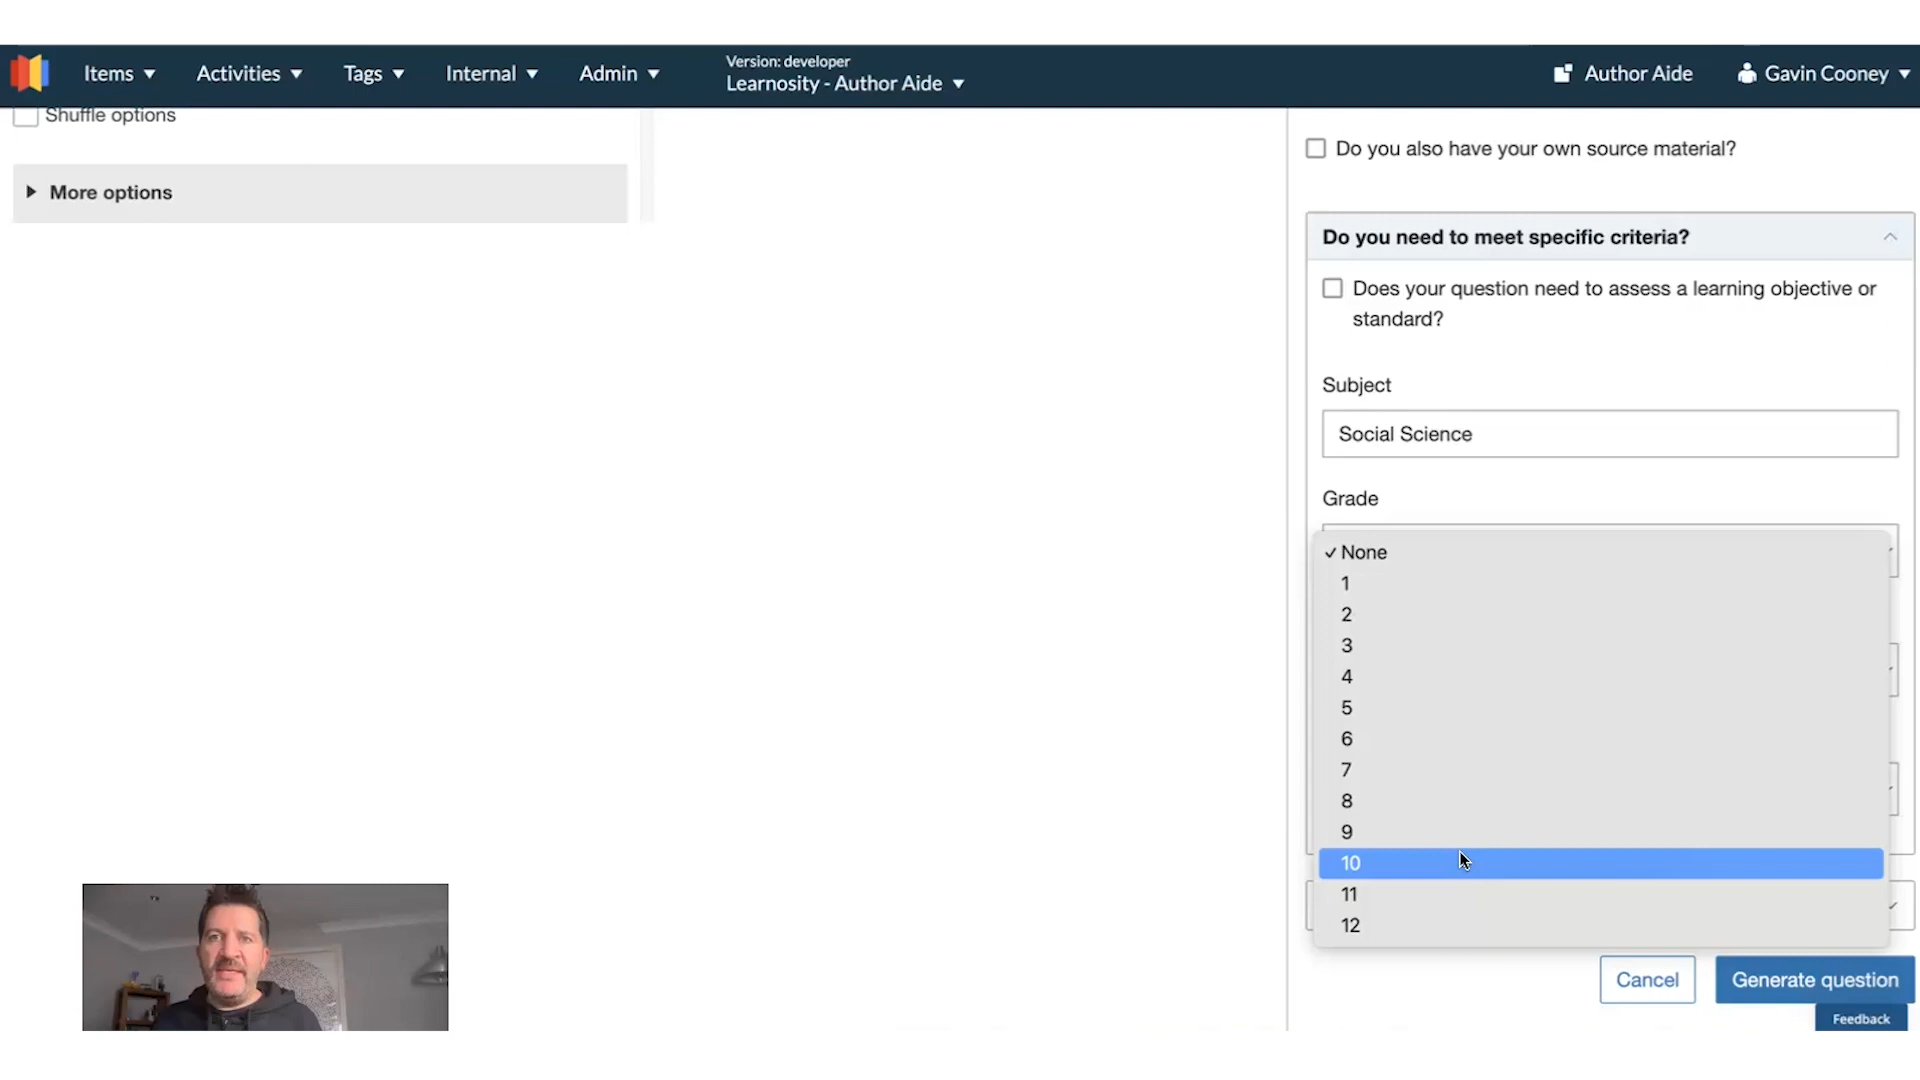 Items
Activities
Tags
Internal
Admin
Version: developer
Learnosity - Author Aide
Author Aide
Gavin Cooney
Shuffle options
More options
Do you also have your own source material?
Do you need to meet specific criteria?
Does your question need to assess a learning objective or
standard?
Subject
Social Science
Grade
None
1
2
3
4
5
6
7
8
9
10
11
12
Cancel
Generate question
Feedback